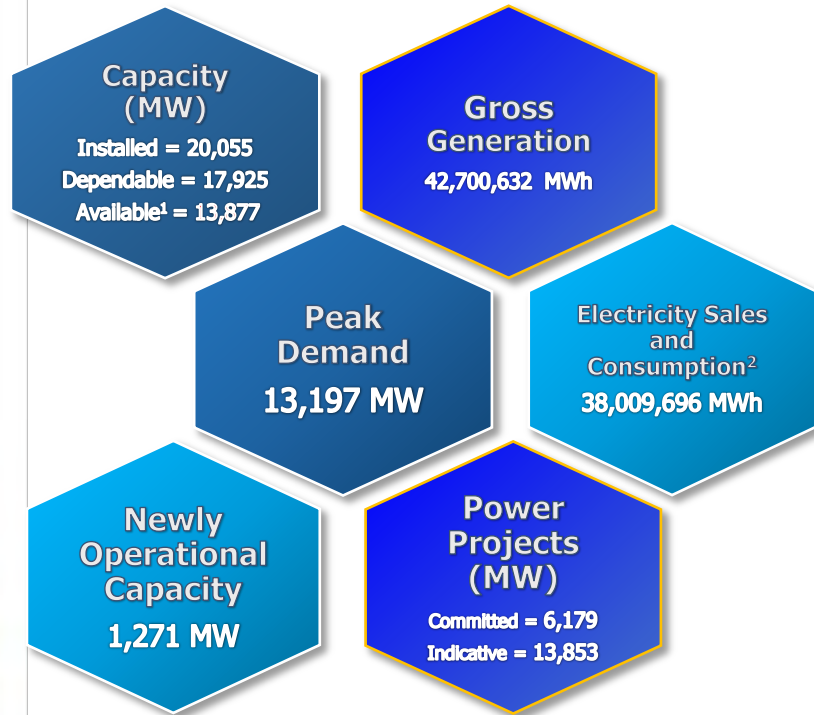 Capacity
(MW)
Installed = 20,055
Dependable = 17,925
Available¹ = 13,877
Gross
Generation
42,700,632 MWh
Peak
Demand
13,197 MW
Electricity Sales
and
Consumption²
38,009,696 MWh
Newly
Operational
Capacity
1,271 MW
Power
Projects
(MW)
Committed = 6,179
Indicative = 13,853